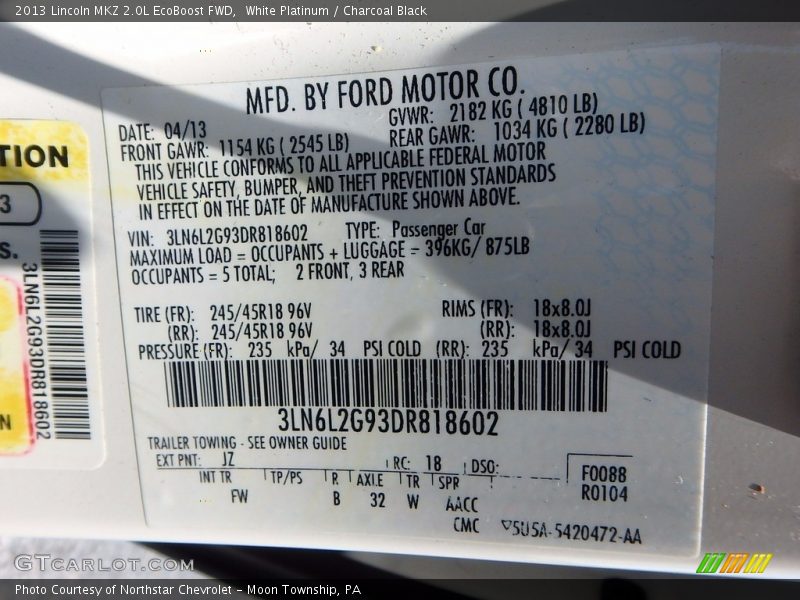 2013 Lincoln MKZ 2.0L EcoBoost FWD, White Platinum / Charcoal Black
MFD. BY FORD MOTOR CO.
DATE: 04/13 GVWR: 2182 KG ( 4810 LB)
FRONT GAWR: 1154 KG ( 2545 LB) REAR GAWR: 1034 KG ( 2280 LB)
THIS VEHICLE CONFORMS TO ALL APPLICABLE FEDERAL MOTOR
VEHICLE SAFETY, BUMPER, AND THEFT PREVENTION STANDARDS
IN EFFECT ON THE DATE OF MANUFACTURE SHOWN ABOVE.
VIN: 3LN6L2G93DR818602 TYPE: Passenger Car
MAXIMUM LOAD = OCCUPANTS + LUGGAGE = 396KG/ 875LB
OCCUPANTS = 5 TOTAL; 2 FRONT, 3 REAR
TIRE (FR): 245/45R18 96V RIMS (FR): 18x8.0J
(RR): 245/45R18 96V (RR): 18x8.0J
PRESSURE (FR): 235 kPa/ 34 PSI COLD (RR): 235 kPa/ 34 PSI COLD
3LN6L2G93DR818602
TRAILER TOWING - SEE OWNER GUIDE
EXT PNT: JZ RC: 18 DSO: F0088
INT TR TP/PS R AXLE TR SPR R0104
FW B 32 W AACC
CMC 5U5A-5420472-AA
TION
3
S.
3LN6L2G93DR818602
N
GTCarLot.com
Photo Courtesy of Northstar Chevrolet - Moon Township, PA